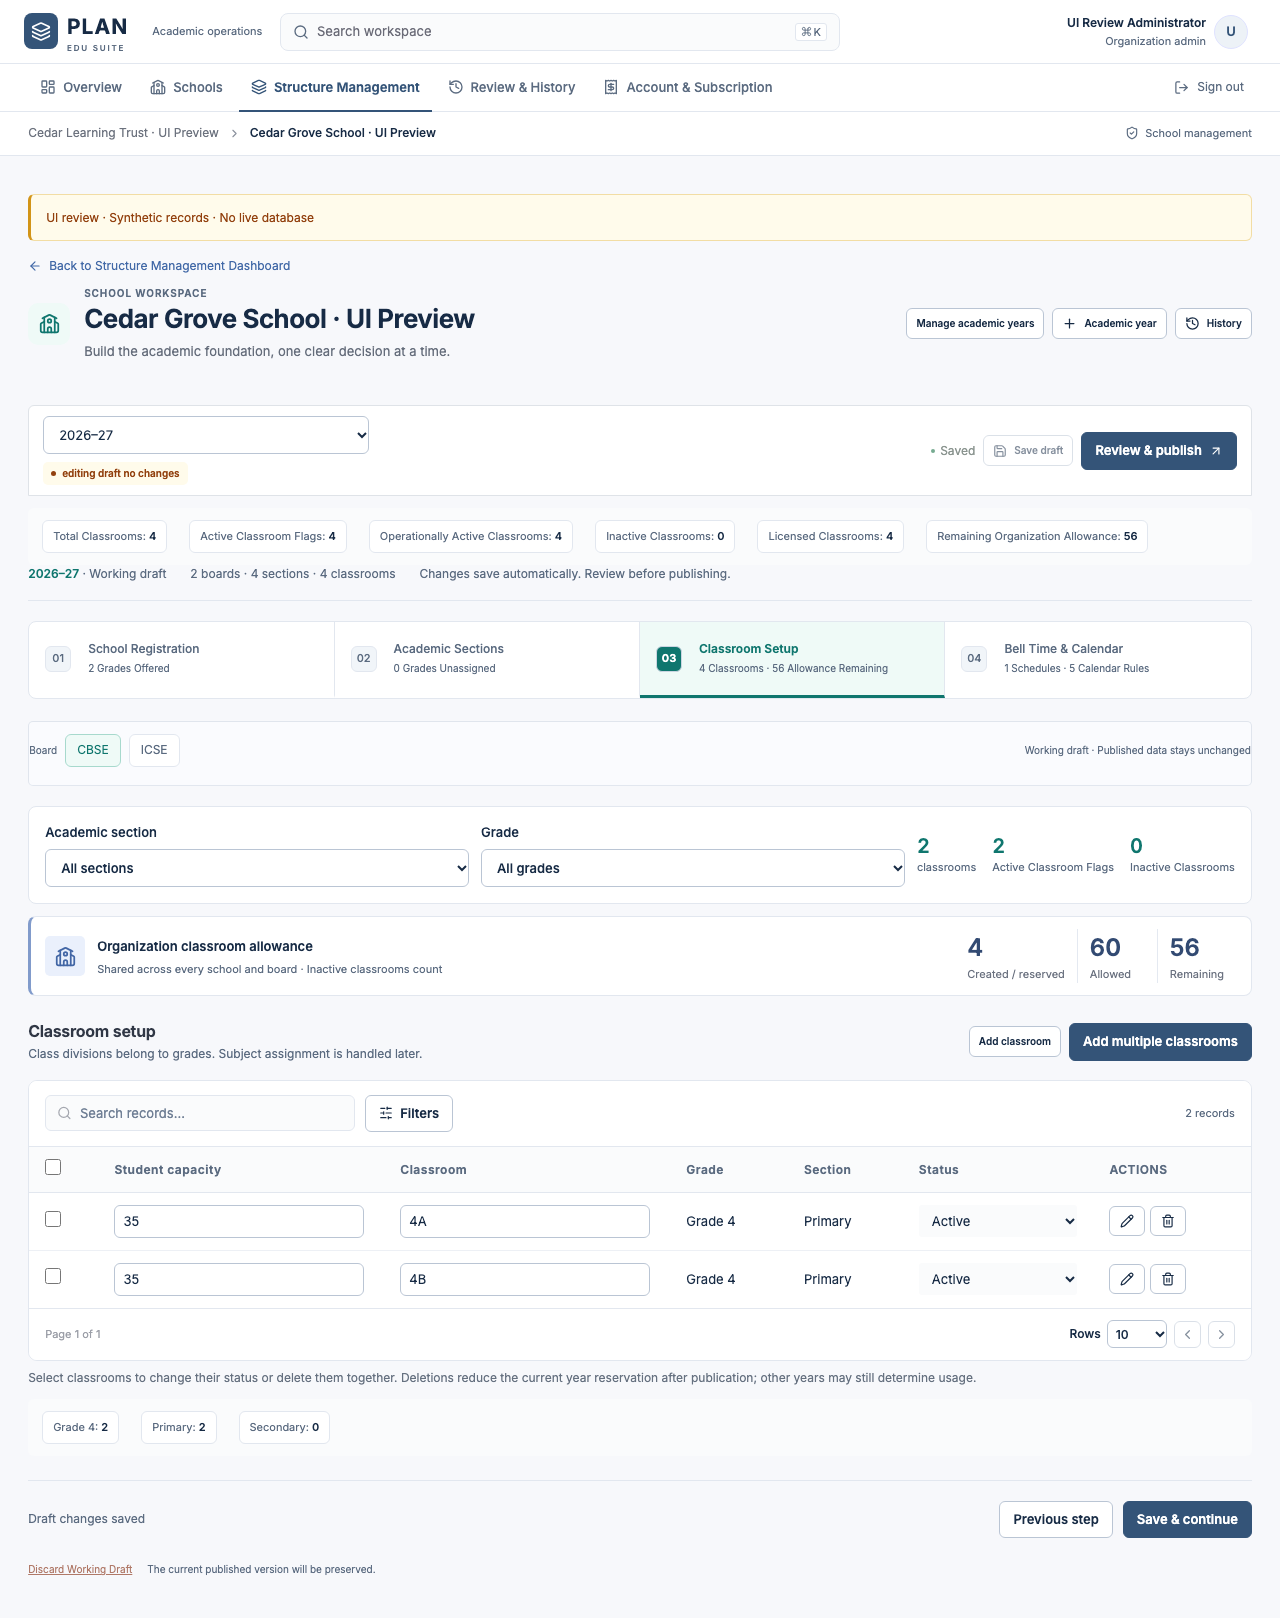 PLAN
EDU SUITE
Academic operations
Search workspace
⌘K
UI Review Administrator
Organization admin
U
Overview
Schools
Structure Management
Review & History
Account & Subscription
Sign out
Cedar Learning Trust · UI Preview
Cedar Grove School · UI Preview
School management
UI review · Synthetic records · No live database
Back to Structure Management Dashboard
SCHOOL WORKSPACE
Cedar Grove School · UI Preview
Build the academic foundation, one clear decision at a time.
Manage academic years
Academic year
History
2026–27
editing draft no changes
Saved
Save draft
Review & publish
Total Classrooms: 4
Active Classroom Flags: 4
Operationally Active Classrooms: 4
Inactive Classrooms: 0
Licensed Classrooms: 4
Remaining Organization Allowance: 56
2026–27 · Working draft
2 boards · 4 sections · 4 classrooms
Changes save automatically. Review before publishing.
01
School Registration
2 Grades Offered
02
Academic Sections
0 Grades Unassigned
03
Classroom Setup
4 Classrooms · 56 Allowance Remaining
04
Bell Time & Calendar
1 Schedules · 5 Calendar Rules
Board
CBSE
ICSE
Working draft · Published data stays unchanged
Academic section
All sections
Grade
All grades
2
classrooms
2
Active Classroom Flags
0
Inactive Classrooms
Organization classroom allowance
Shared across every school and board · Inactive classrooms count
4
Created / reserved
60
Allowed
56
Remaining
Classroom setup
Class divisions belong to grades. Subject assignment is handled later.
Add classroom
Add multiple classrooms
Search records...
Filters
2 records
Student capacity
Classroom
Grade
Section
Status
ACTIONS
35
4A
Grade 4
Primary
Active
35
4B
Grade 4
Primary
Active
Page 1 of 1
Rows
10
Select classrooms to change their status or delete them together. Deletions reduce the current year reservation after publication; other years may still determine usage.
Grade 4: 2
Primary: 2
Secondary: 0
Draft changes saved
Previous step
Save & continue
Discard Working Draft
The current published version will be preserved.